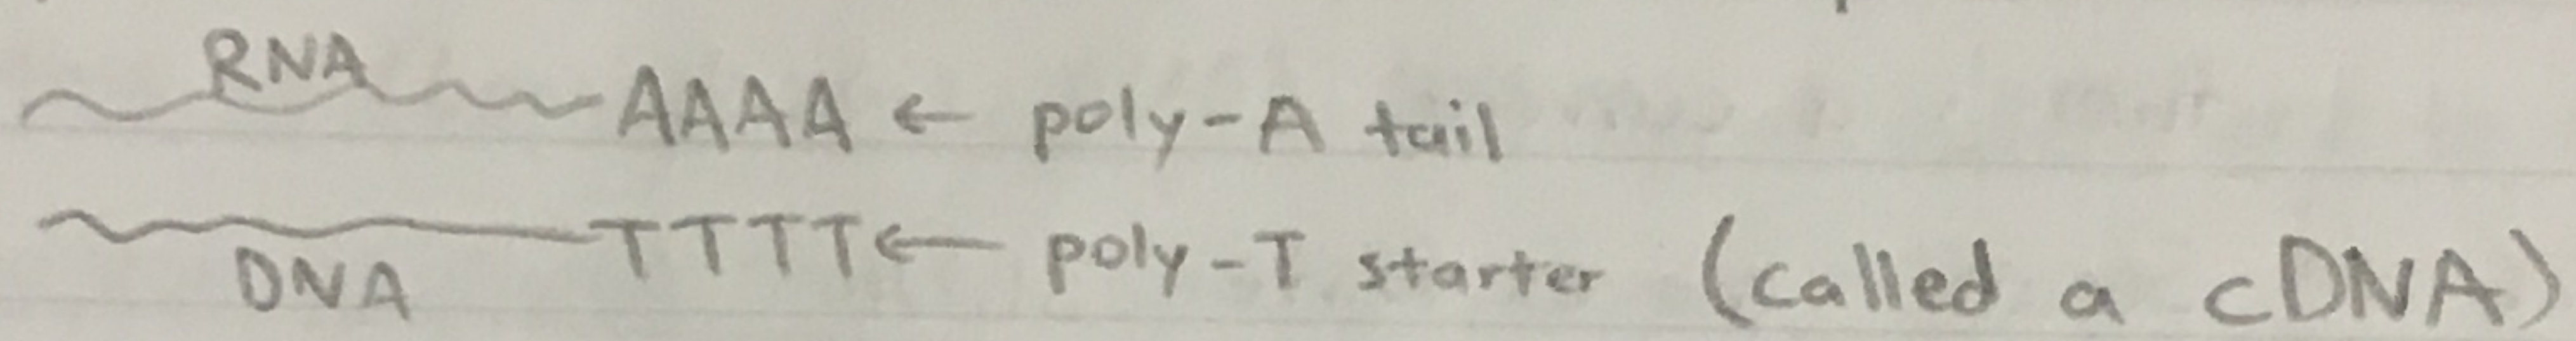 RNA
AAAA ← poly-A tail
TTTT ← poly-T starter (called a cDNA)
DNA